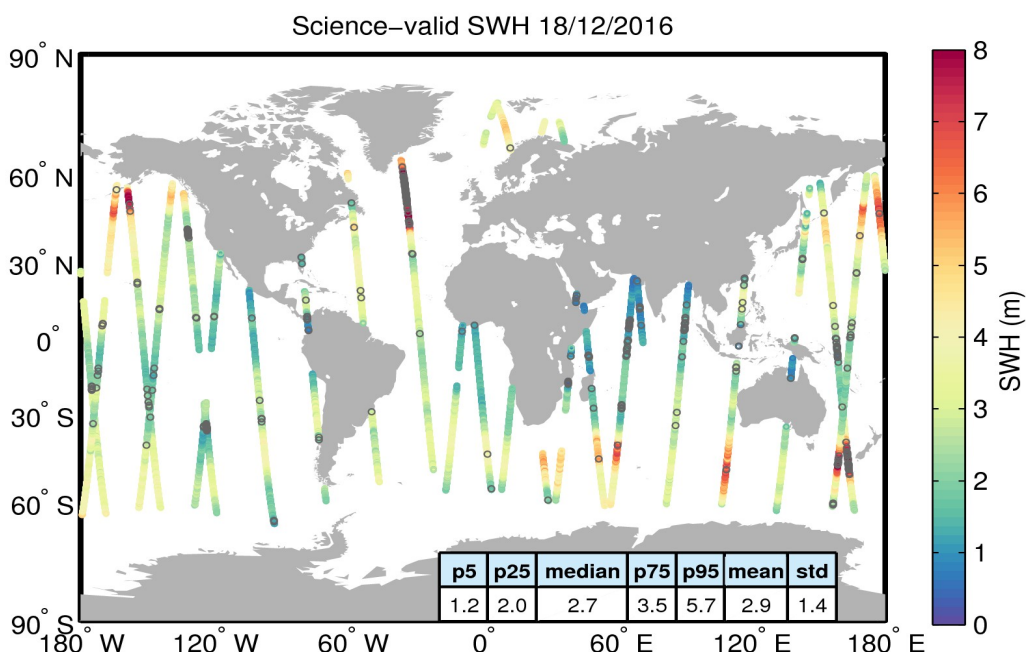 Science−valid SWH 18/12/2016
90° N
60° N
30° N
0°
30° S
60° S
90° S
180° W
120° W
60° W
0°
60° E
120° E
180° E
p5 p25 median p75 p95 mean std
1.2 2.0 2.7 3.5 5.7 2.9 1.4
8
7
6
5
4
3
2
1
0
SWH (m)